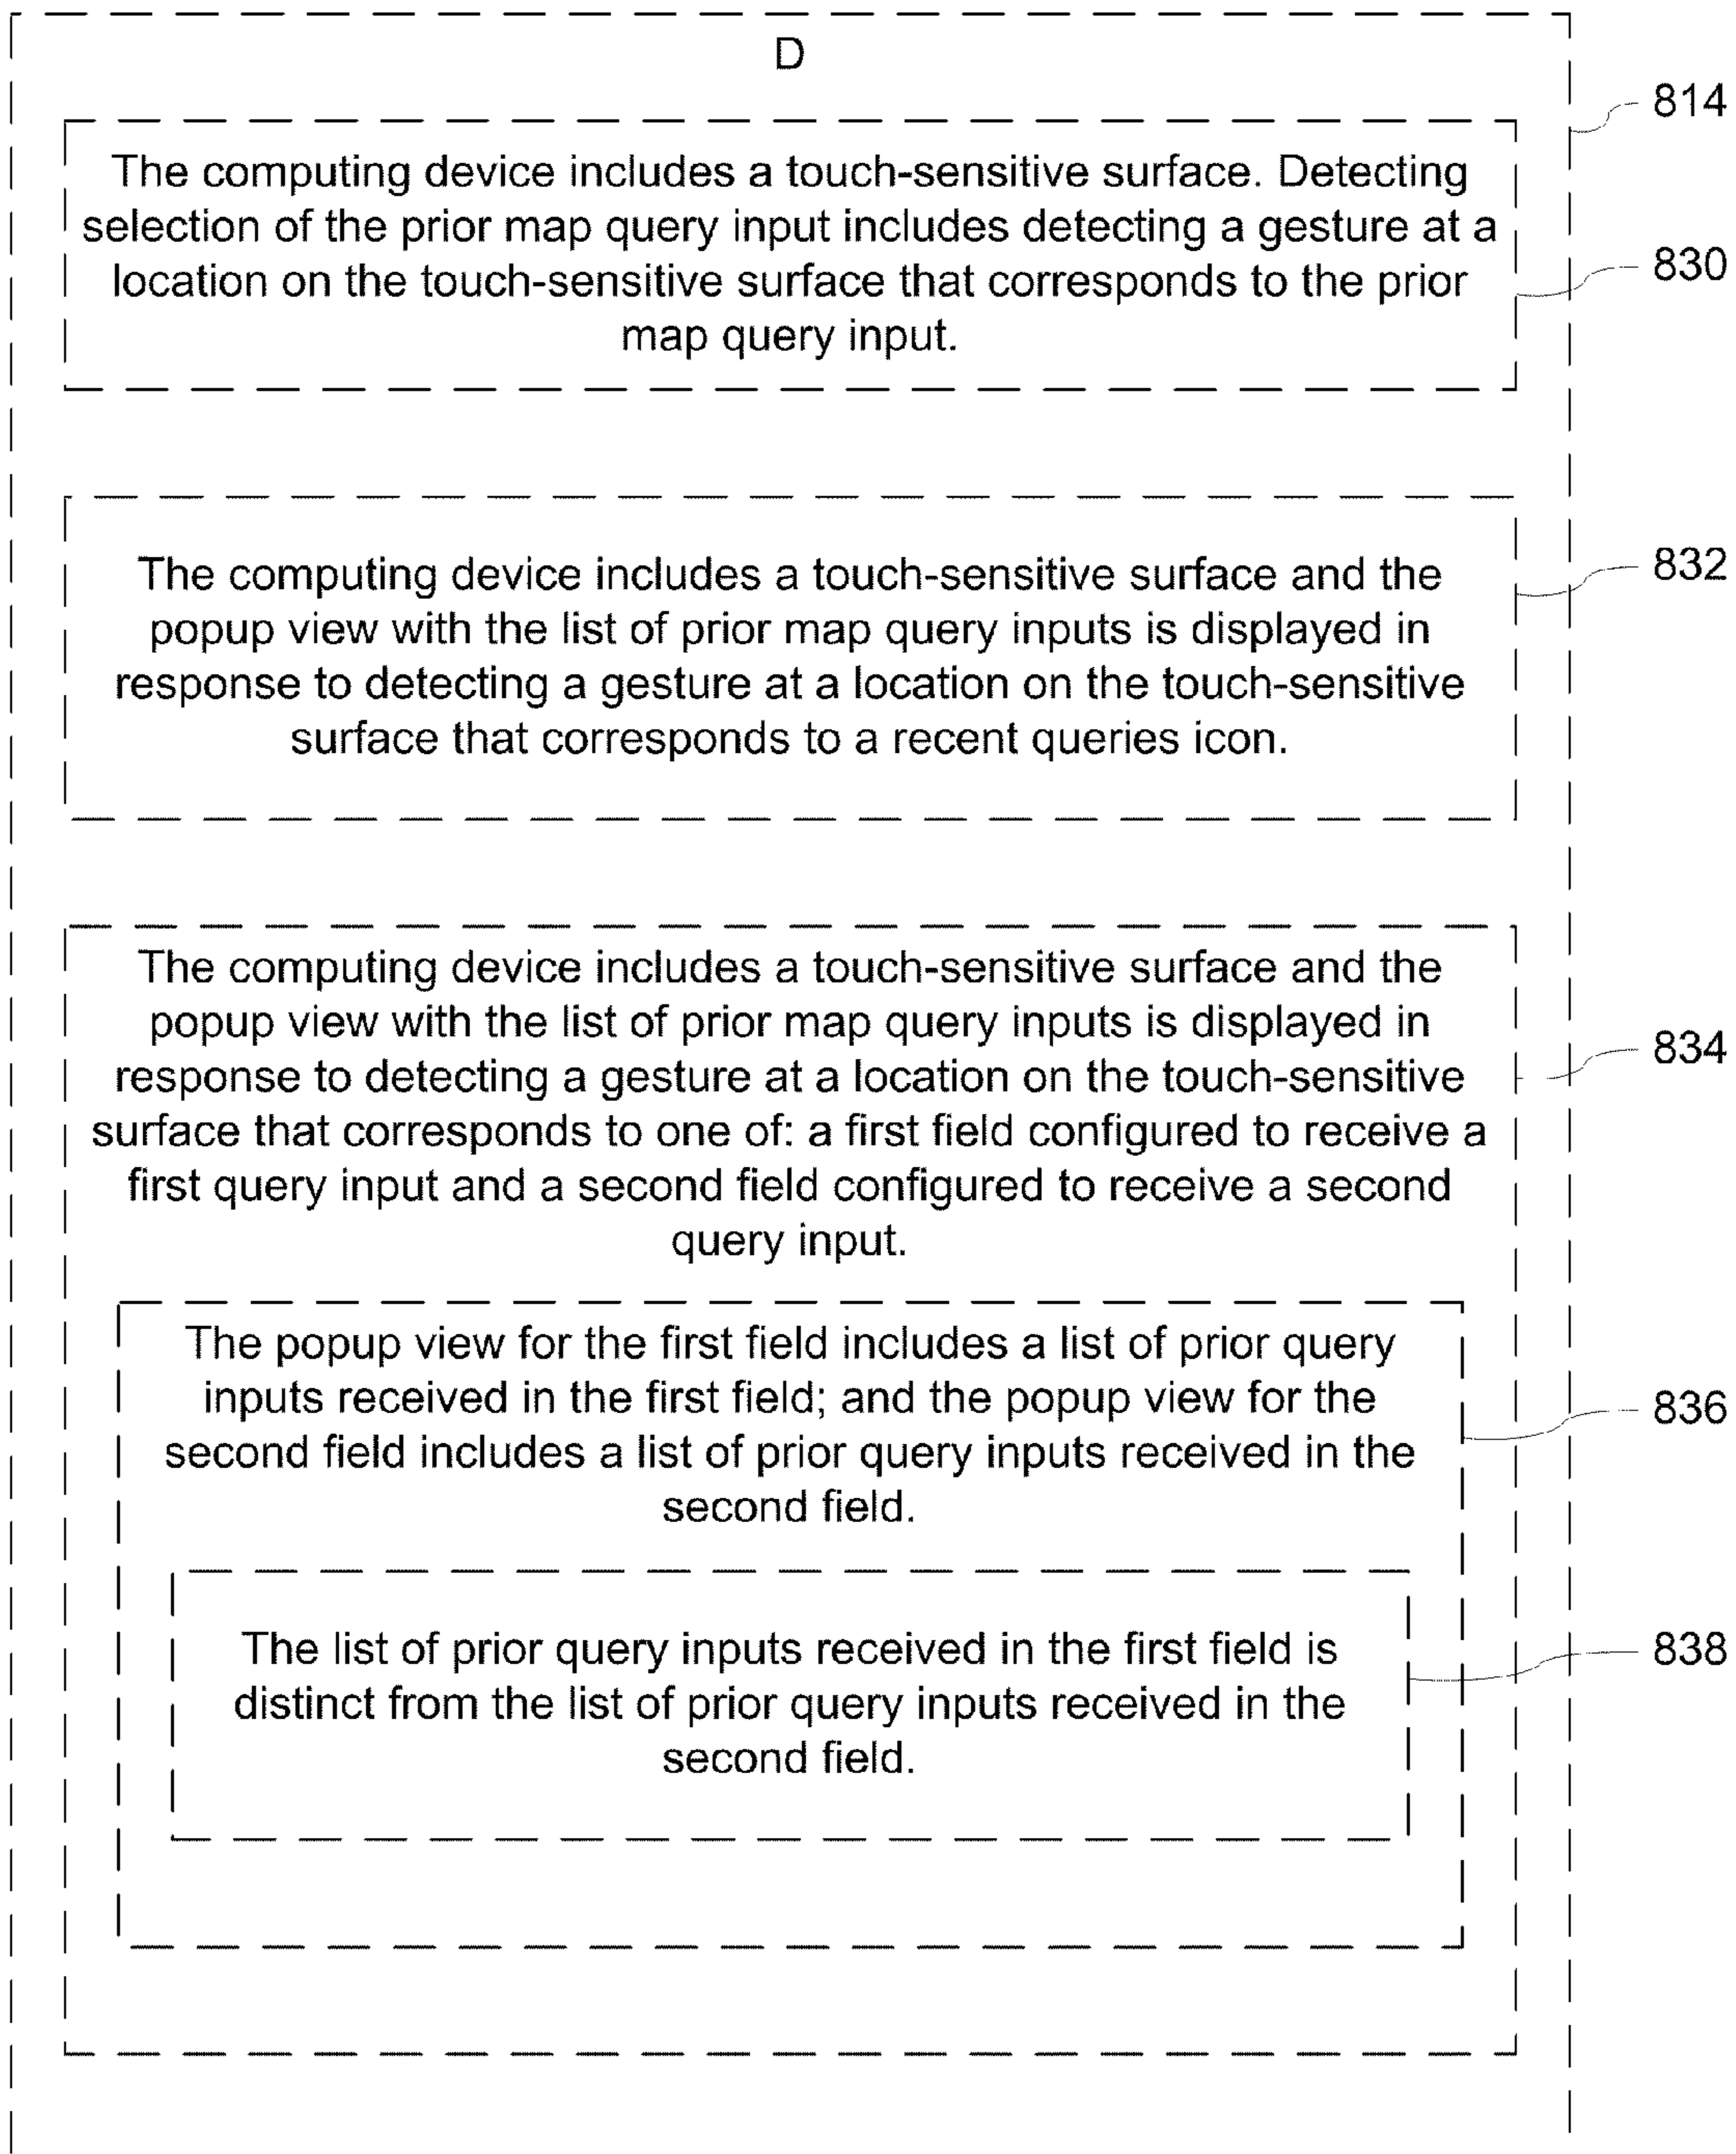 D
814
The computing device includes a touch-sensitive surface. Detecting
selection of the prior map query input includes detecting a gesture at a
location on the touch-sensitive surface that corresponds to the prior
map query input.
830
The computing device includes a touch-sensitive surface and the
popup view with the list of prior map query inputs is displayed in
response to detecting a gesture at a location on the touch-sensitive
surface that corresponds to a recent queries icon.
832
The computing device includes a touch-sensitive surface and the
popup view with the list of prior map query inputs is displayed in
response to detecting a gesture at a location on the touch-sensitive
surface that corresponds to one of: a first field configured to receive a
first query input and a second field configured to receive a second
query input.
834
The popup view for the first field includes a list of prior query
inputs received in the first field; and the popup view for the
second field includes a list of prior query inputs received in the
second field.
836
The list of prior query inputs received in the first field is
distinct from the list of prior query inputs received in the
second field.
838